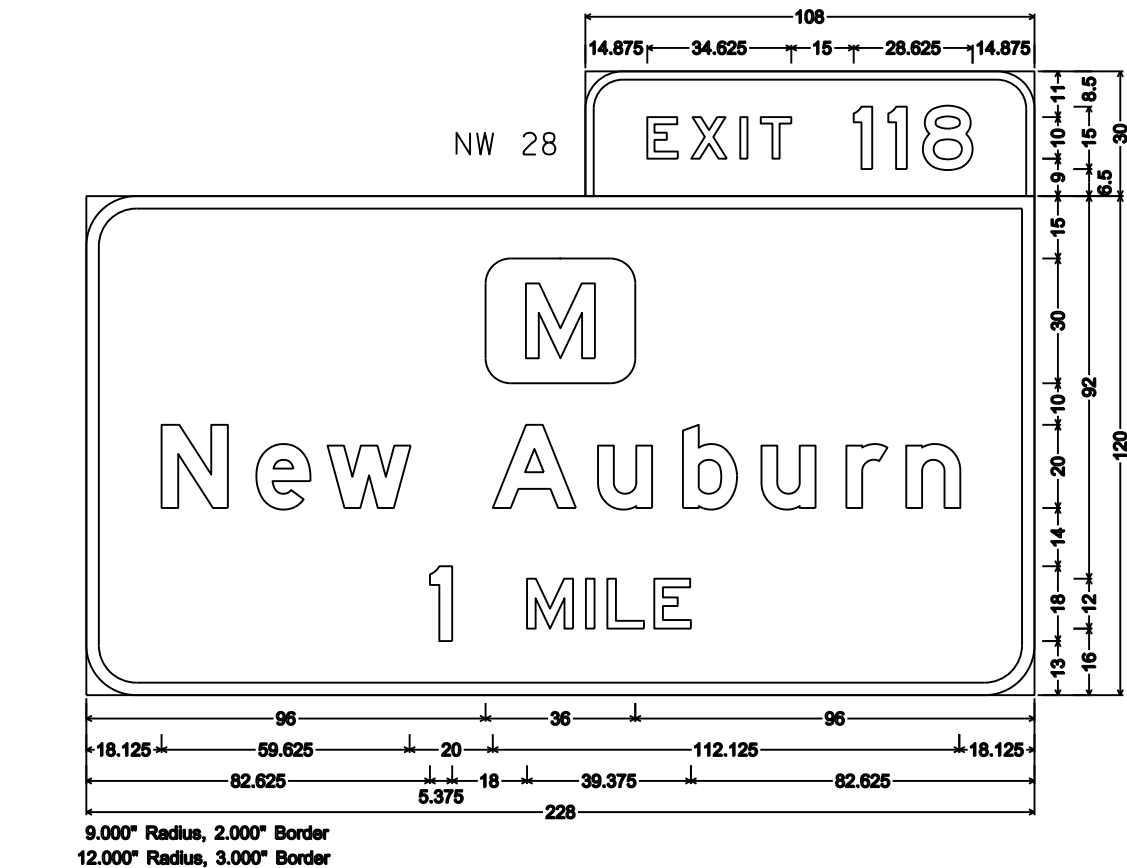 108
14.875 34.625 15 28.625 14.875
NW 28
EXIT 118
11 10 9
8.5 15 6.5
30
M
New Auburn
1 MILE
15 30 10 20 14 18 13
92 12 16
120
96 36 96
18.125 59.625 20 112.125 18.125
82.625 5.375 18 39.375 82.625
228
9.000" Radius, 2.000" Border
12.000" Radius, 3.000" Border